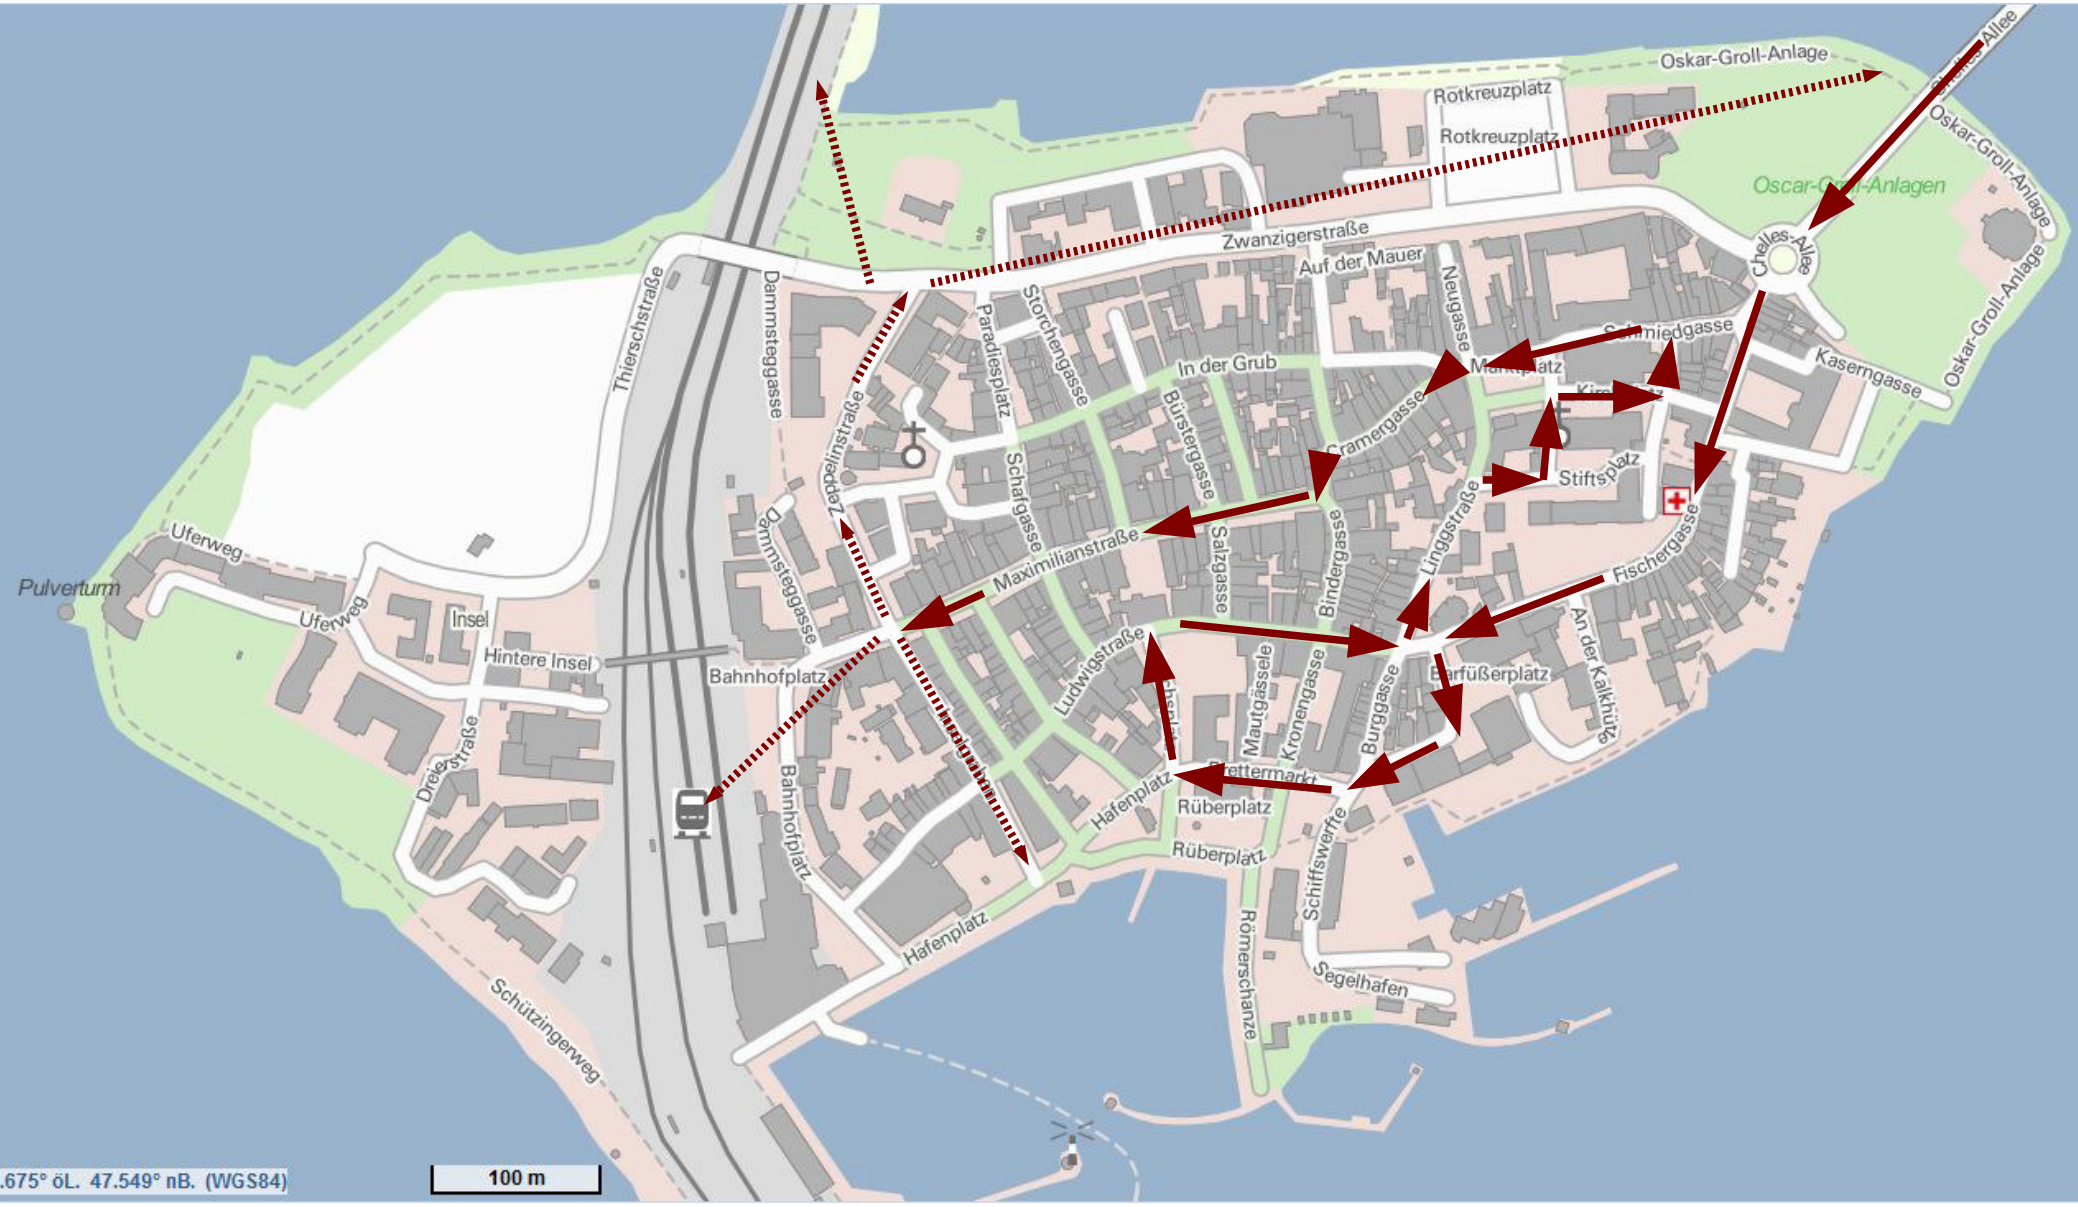 Chelles-Allee
Oskar-Groll-Anlage
Rotkreuzplatz
Rotkreuzplatz
Oskar-Groll-Anlage
Oscar-Groll-Anlagen
Zwanzigerstraße
Chelles-Allee
Auf der Mauer
Oskar-Groll-Anlage
Thierschstraße
Dammsteggasse
Paradiesplatz
Storchengasse
Neugasse
Schmiedgasse
In der Grub
Marktplatz
Kaserngasse
Zeppelinstraße
Bürstergasse
Cramergasse
Schafgasse
Stiftsplatz
Uferweg
Dammsteggasse
Maximilianstraße
Salzgasse
Bindergasse
Linggstraße
Fischergasse
Pulverturm
Uferweg
Insel
Hintere Insel
Bahnhofplatz
Ludwigstraße
Barfüßerplatz
An der Kalkhütte
Mautgässele
Kronengasse
Burggasse
Dreierstraße
Bahnhofplatz
Hafenplatz
Brettermarkt
Rüberplatz
Rüberplatz
Schiffswerfte
Hafenplatz
Römerschanze
Segelhafen
Schützingerweg
.675° öL. 47.549° nB. (WGS84)
100 m